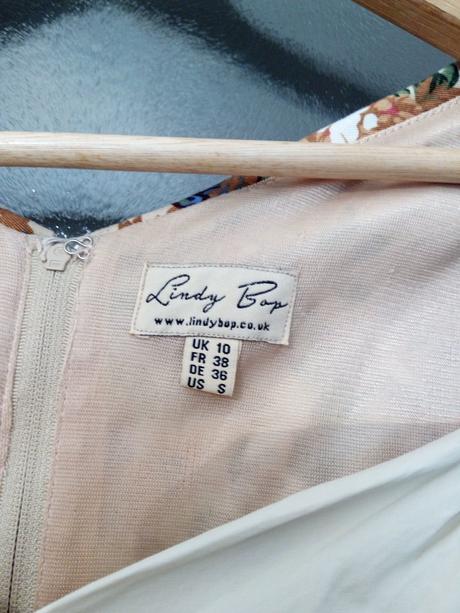 Lindy Bop
www.lindybop.co.uk
UK 10
FR 38
DE 36
US S